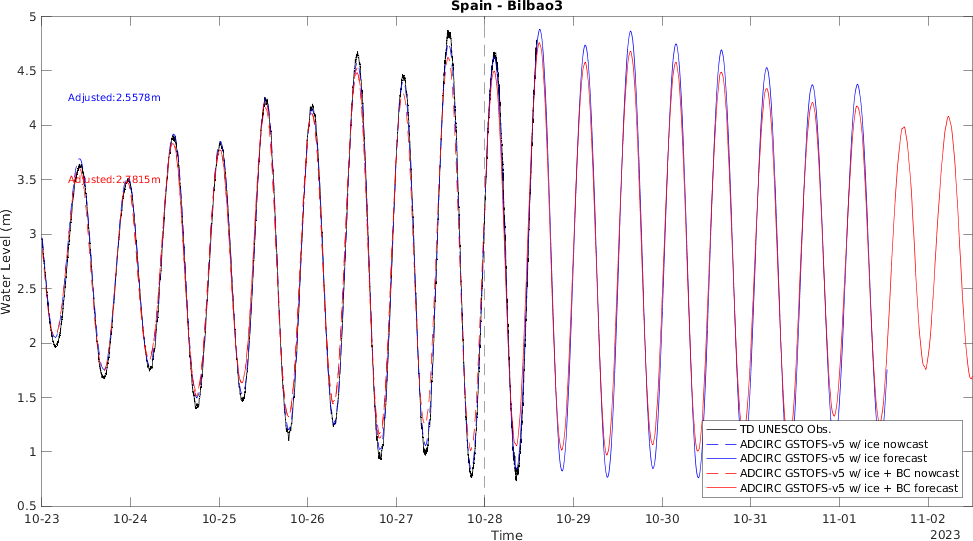 Spain - Bilbao3
5
4.5
4
3.5
3
2.5
2
1.5
1
0.5
Water Level (m)
Adjusted:2.5578m
Adjusted:2.7815m
10-23
10-24
10-25
10-26
10-27
10-28
10-29
10-30
10-31
11-01
11-02
2023
Time
TD UNESCO Obs.
ADCIRC GSTOFS-v5 w/ ice nowcast
ADCIRC GSTOFS-v5 w/ ice forecast
ADCIRC GSTOFS-v5 w/ ice + BC nowcast
ADCIRC GSTOFS-v5 w/ ice + BC forecast